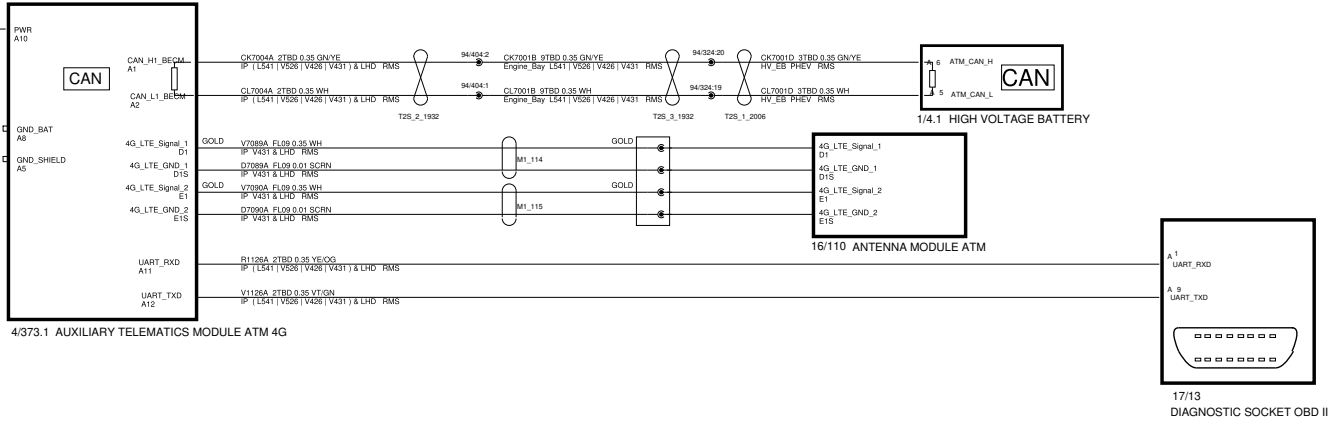 PWR
A10
CAN
CAN_H1_BECM
A1
CAN_L1_BECM
A2
GND_BAT
A8
GND_SHIELD
A5
4G_LTE_Signal_1
D1
4G_LTE_GND_1
D1S
4G_LTE_Signal_2
E1
4G_LTE_GND_2
E1S
UART_RXD
A11
UART_TXD
A12
4/373.1 AUXILIARY TELEMATICS MODULE ATM 4G
CK7004A 2TBD 0.35 GN/YE
IP ( L541 | V526 | V426 | V431 ) & LHD RMS
CL7004A 2TBD 0.35 WH
IP ( L541 | V526 | V426 | V431 ) & LHD RMS
T2S_2_1932
94/404:2
94/404:1
CK7001B 9TBD 0.35 GN/YE
Engine_Bay L541 | V526 | V426 | V431 RMS
CL7001B 9TBD 0.35 WH
Engine_Bay L541 | V526 | V426 | V431 RMS
T2S_3_1932
94/324:20
94/324:19
T2S_1_2006
CK7001D 3TBD 0.35 GN/YE
HV_EB PHEV RMS
CL7001D 3TBD 0.35 WH
HV_EB PHEV RMS
A 6 ATM_CAN_H
CAN
A 5 ATM_CAN_L
1/4.1 HIGH VOLTAGE BATTERY
GOLD
V7089A FL09 0.35 WH
IP V431 & LHD RMS
D7089A FL09 0.01 SCRN
IP V431 & LHD RMS
M1_114
GOLD
GOLD
V7090A FL09 0.35 WH
IP V431 & LHD RMS
D7090A FL09 0.01 SCRN
IP V431 & LHD RMS
M1_115
GOLD
4G_LTE_Signal_1
D1
4G_LTE_GND_1
D1S
4G_LTE_Signal_2
E1
4G_LTE_GND_2
E1S
16/110 ANTENNA MODULE ATM
R1126A 2TBD 0.35 YE/OG
IP ( L541 | V526 | V426 | V431 ) & LHD RMS
V1126A 2TBD 0.35 VT/GN
IP ( L541 | V526 | V426 | V431 ) & LHD RMS
A 1
UART_RXD
A 9
UART_TXD
17/13
DIAGNOSTIC SOCKET OBD II